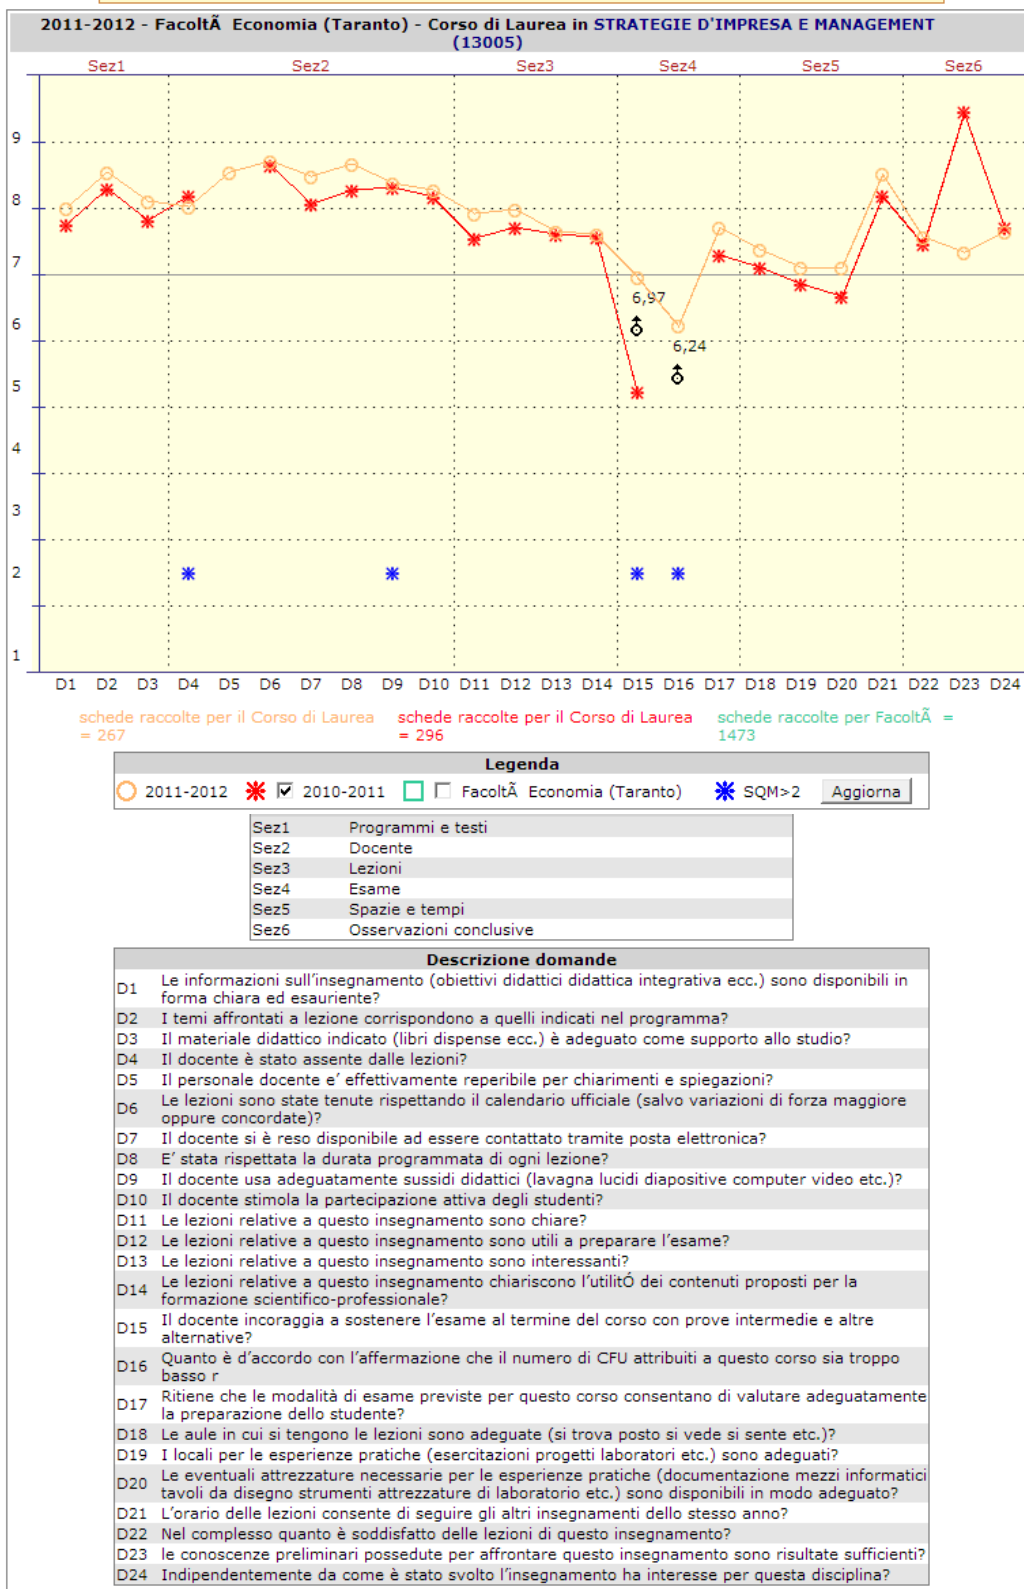 2011-2012 - FacoltÃ  Economia (Taranto) - Corso di Laurea in STRATEGIE D'IMPRESA E MANAGEMENT
(13005)
Sez1 Sez2 Sez3 Sez4 Sez5 Sez6
9
8
7
6,97
6
6,24
5
4
3
2
1
D1 D2 D3 D4 D5 D6 D7 D8 D9 D10 D11 D12 D13 D14 D15 D16 D17 D18 D19 D20 D21 D22 D23 D24
schede raccolte per il Corso di Laurea schede raccolte per il Corso di Laurea schede raccolte per FacoltÃ  =
= 267 = 296 1473
Legenda
2011-2012 2010-2011 FacoltÃ  Economia (Taranto) SQM>2 Aggiorna
Sez1 Programmi e testi
Sez2 Docente
Sez3 Lezioni
Sez4 Esame
Sez5 Spazie e tempi
Sez6 Osservazioni conclusive
Descrizione domande
D1 Le informazioni sull'insegnamento (obiettivi didattici didattica integrativa ecc.) sono disponibili in
forma chiara ed esauriente?
D2 I temi affrontati a lezione corrispondono a quelli indicati nel programma?
D3 Il materiale didattico indicato (libri dispense ecc.) è adeguato come supporto allo studio?
D4 Il docente è stato assente dalle lezioni?
D5 Il personale docente e' effettivamente reperibile per chiarimenti e spiegazioni?
D6 Le lezioni sono state tenute rispettando il calendario ufficiale (salvo variazioni di forza maggiore
oppure concordate)?
D7 Il docente si è reso disponibile ad essere contattato tramite posta elettronica?
D8 E' stata rispettata la durata programmata di ogni lezione?
D9 Il docente usa adeguatamente sussidi didattici (lavagna lucidi diapositive computer video etc.)?
D10 Il docente stimola la partecipazione attiva degli studenti?
D11 Le lezioni relative a questo insegnamento sono chiare?
D12 Le lezioni relative a questo insegnamento sono utili a preparare l'esame?
D13 Le lezioni relative a questo insegnamento sono interessanti?
D14 Le lezioni relative a questo insegnamento chiariscono l'utilitÓ dei contenuti proposti per la
formazione scientifico-professionale?
D15 Il docente incoraggia a sostenere l'esame al termine del corso con prove intermedie e altre
alternative?
D16 Quanto è d'accordo con l'affermazione che il numero di CFU attribuiti a questo corso sia troppo
basso r
D17 Ritiene che le modalità di esame previste per questo corso consentano di valutare adeguatamente
la preparazione dello studente?
D18 Le aule in cui si tengono le lezioni sono adeguate (si trova posto si vede si sente etc.)?
D19 I locali per le esperienze pratiche (esercitazioni progetti laboratori etc.) sono adeguati?
D20 Le eventuali attrezzature necessarie per le esperienze pratiche (documentazione mezzi informatici
tavoli da disegno strumenti attrezzature di laboratorio etc.) sono disponibili in modo adeguato?
D21 L'orario delle lezioni consente di seguire gli altri insegnamenti dello stesso anno?
D22 Nel complesso quanto è soddisfatto delle lezioni di questo insegnamento?
D23 le conoscenze preliminari possedute per affrontare questo insegnamento sono risultate sufficienti?
D24 Indipendentemente da come è stato svolto l'insegnamento ha interesse per questa disciplina?